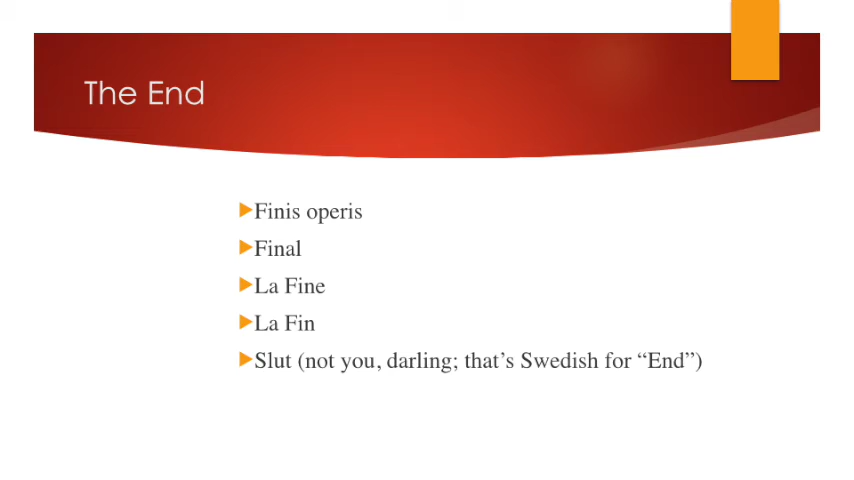 The End
Finis operis
Final
La Fine
La Fin
Slut (not you, darling; that’s Swedish for “End”)